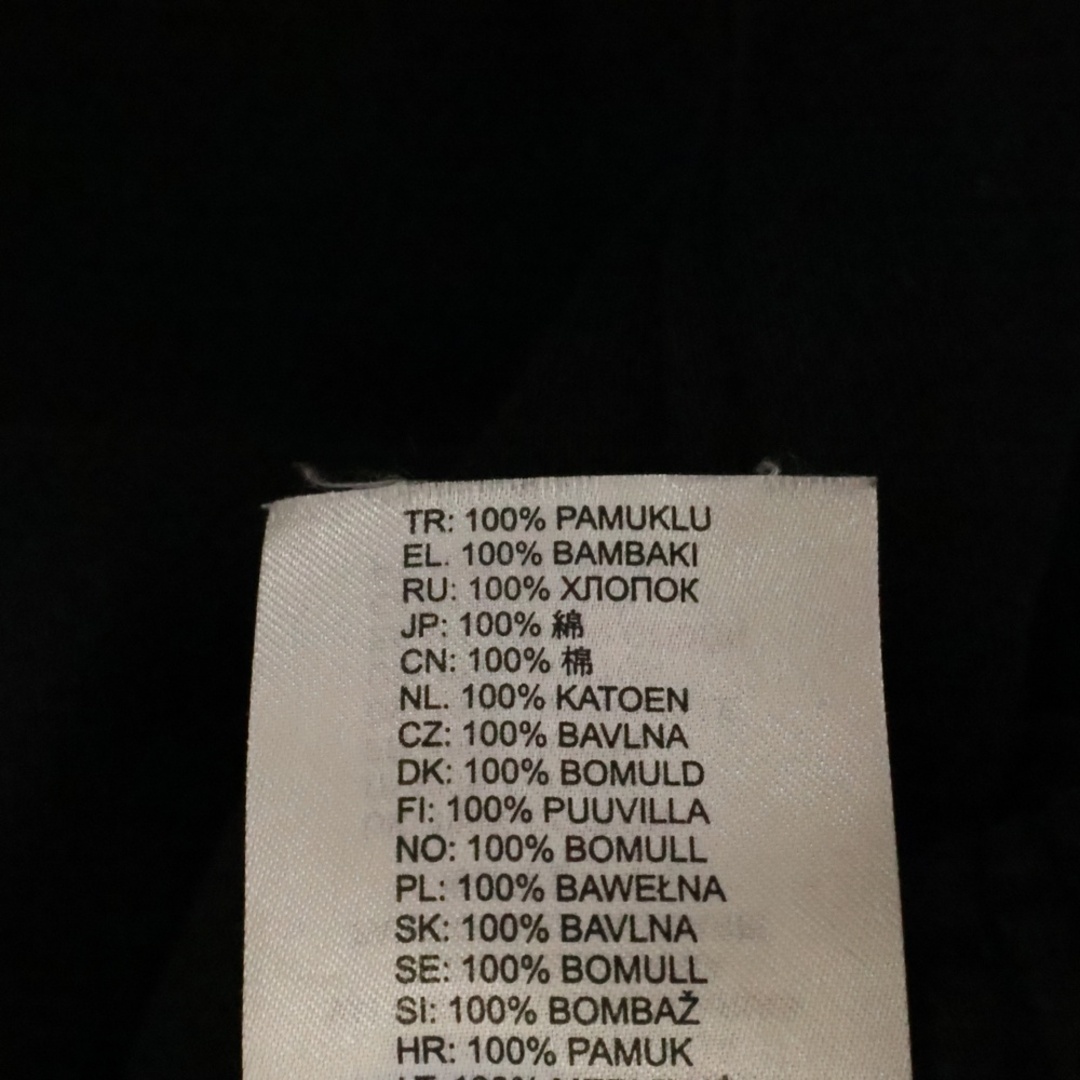 TR: 100% PAMUKLU
EL. 100% BAMBAKI
RU: 100% ХЛОПОК
JP: 100% 綿
CN: 100% 棉
NL. 100% KATOEN
CZ: 100% BAVLNA
DK: 100% BOMULD
FI: 100% PUUVILLA
NO: 100% BOMULL
PL: 100% BAWEŁNA
SK: 100% BAVLNA
SE: 100% BOMULL
SI: 100% BOMBAŽ
HR: 100% PAMUK